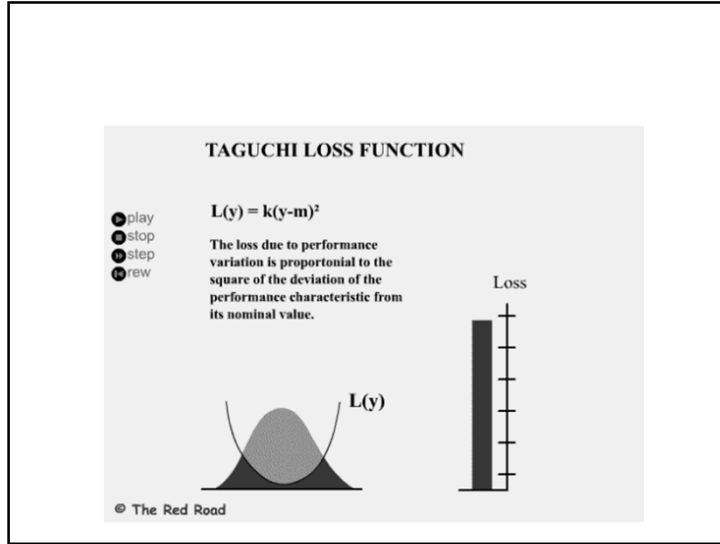 TAGUCHI LOSS FUNCTION
play
stop
step
rew
L(y) = k(y-m)²
The loss due to performance
variation is proportonial to the
square of the deviation of the
performance characteristic from
its nominal value.
Loss
L(y)
© The Red Road